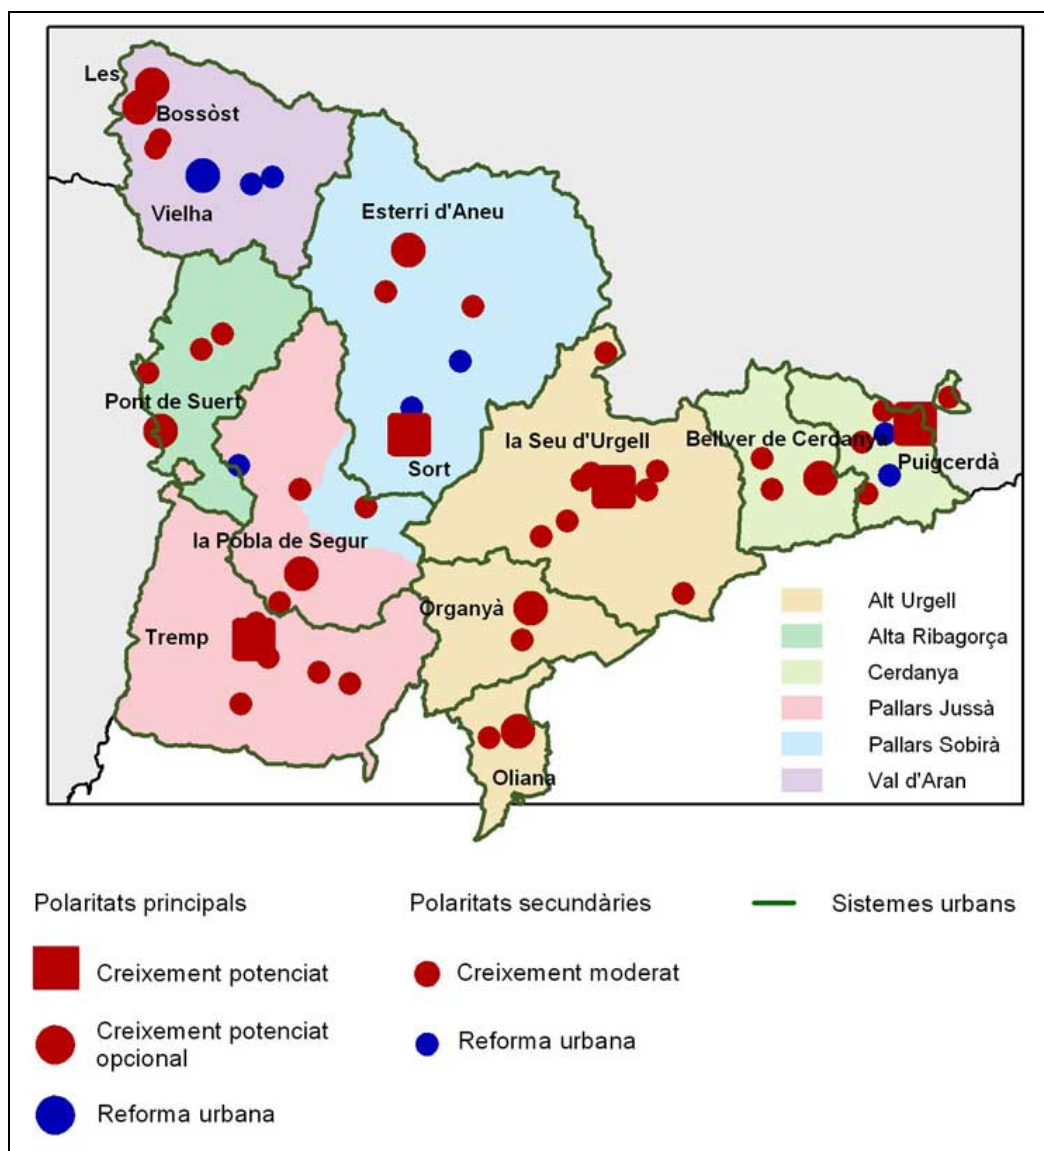 Les
Bossòst
Vielha
Esterri d'Aneu
Pont de Suert
Sort
la Seu d'Urgell
Bellver de Cerdanya
Puigcerdà
la Pobla de Segur
Organyà
Tremp
Oliana
Alt Urgell
Alta Ribagorça
Cerdanya
Pallars Jussà
Pallars Sobirà
Val d'Aran
Polaritats principals
Creixement potenciat
Creixement potenciat
opcional
Reforma urbana
Polaritats secundàries
Creixement moderat
Reforma urbana
Sistemes urbans